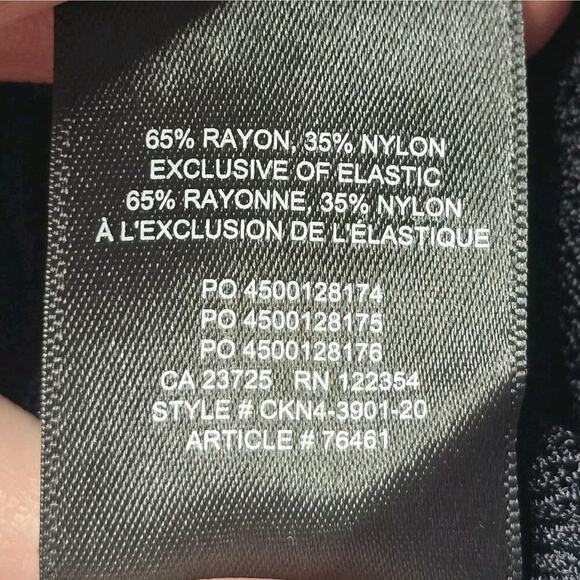 65% RAYON, 35% NYLON
EXCLUSIVE OF ELASTIC
65% RAYONNE, 35% NYLON
À L'EXCLUSION DE L'ÉLASTIQUE
PO 4500128174
PO 4500128175
PO 4500128176
CA 23725 RN 122354
STYLE # CKN4-3901-20
ARTICLE # 76461